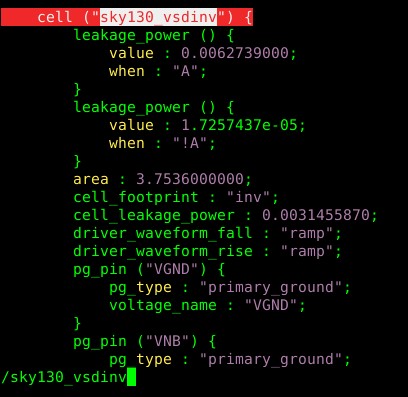 cell ("sky130_vsdinv") {
leakage_power () {
value : 0.0062739000;
when : "A";
}
leakage_power () {
value : 1.7257437e-05;
when : "!A";
}
area : 3.7536000000;
cell_footprint : "inv";
cell_leakage_power : 0.0031455870;
driver_waveform_fall : "ramp";
driver_waveform_rise : "ramp";
pg_pin ("VGND") {
pg_type : "primary_ground";
voltage_name : "VGND";
}
pg_pin ("VNB") {
pg_type : "primary_ground";
/sky130_vsdinv